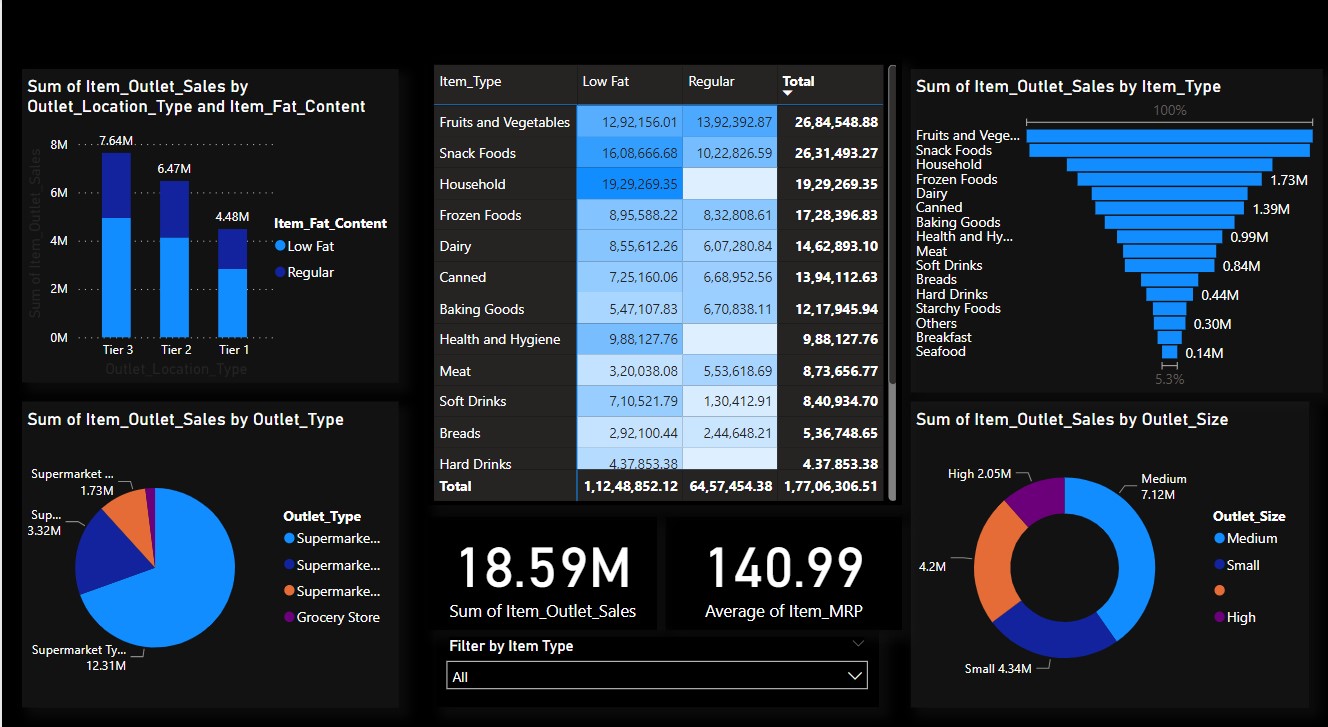 Sum of Item_Outlet_Sales by
Outlet_Location_Type and Item_Fat_Content
Sum of Item_Outlet_Sales
8M
6M
4M
2M
0M
7.64M
6.47M
4.48M
Tier 3 Tier 2 Tier 1
Outlet_Location_Type
Item_Fat_Content
Low Fat
Regular
Item_Type Low Fat Regular Total
Fruits and Vegetables 12,92,156.01 13,92,392.87 26,84,548.88
Snack Foods 16,08,666.68 10,22,826.59 26,31,493.27
Household 19,29,269.35 19,29,269.35
Frozen Foods 8,95,588.22 8,32,808.61 17,28,396.83
Dairy 8,55,612.26 6,07,280.84 14,62,893.10
Canned 7,25,160.06 6,68,952.56 13,94,112.63
Baking Goods 5,47,107.83 6,70,838.11 12,17,945.94
Health and Hygiene 9,88,127.76 9,88,127.76
Meat 3,20,038.08 5,53,618.69 8,73,656.77
Soft Drinks 7,10,521.79 1,30,412.91 8,40,934.70
Breads 2,92,100.44 2,44,648.21 5,36,748.65
Hard Drinks 4,37,853.38 4,37,853.38
Total 1,12,48,852.12 64,57,454.38 1,77,06,306.51
Sum of Item_Outlet_Sales by Item_Type
100%
Fruits and Vege...
Snack Foods
Household
Frozen Foods 1.73M
Dairy
Canned 1.39M
Baking Goods
Health and Hy... 0.99M
Meat
Soft Drinks 0.84M
Breads
Hard Drinks 0.44M
Starchy Foods
Others 0.30M
Breakfast
Seafood 0.14M
5.3%
Sum of Item_Outlet_Sales by Outlet_Type
Supermarket ...
1.73M
Sup...
3.32M
Supermarket Ty...
12.31M
Outlet_Type
Supermarke...
Supermarke...
Supermarke...
Grocery Store
18.59M
Sum of Item_Outlet_Sales
140.99
Average of Item_MRP
Filter by Item Type
All
Sum of Item_Outlet_Sales by Outlet_Size
High 2.05M
Medium
7.12M
4.2M
Small 4.34M
Outlet_Size
Medium
Small
High